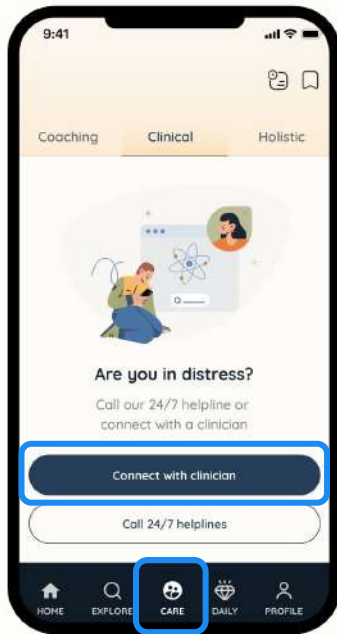 9:41
Coaching Clinical Holistic
Are you in distress?
Call our 24/7 helpline or
connect with a clinician
Connect with clinician
Call 24/7 helplines
HOME EXPLORE CARE DAILY PROFILE